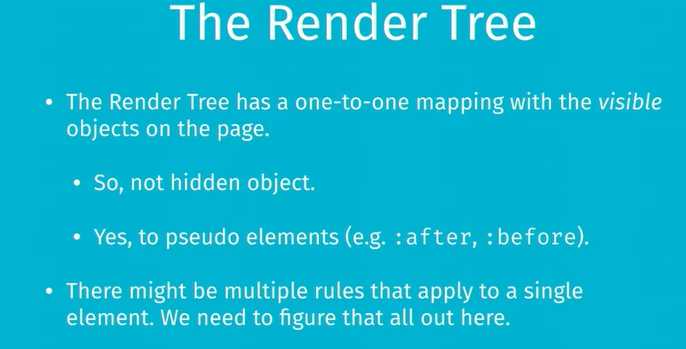 The Render Tree
• The Render Tree has a one-to-one mapping with the visible
objects on the page.
• So, not hidden object.
• Yes, to pseudo elements (e.g. :after, :before).
• There might be multiple rules that apply to a single
element. We need to figure that all out here.